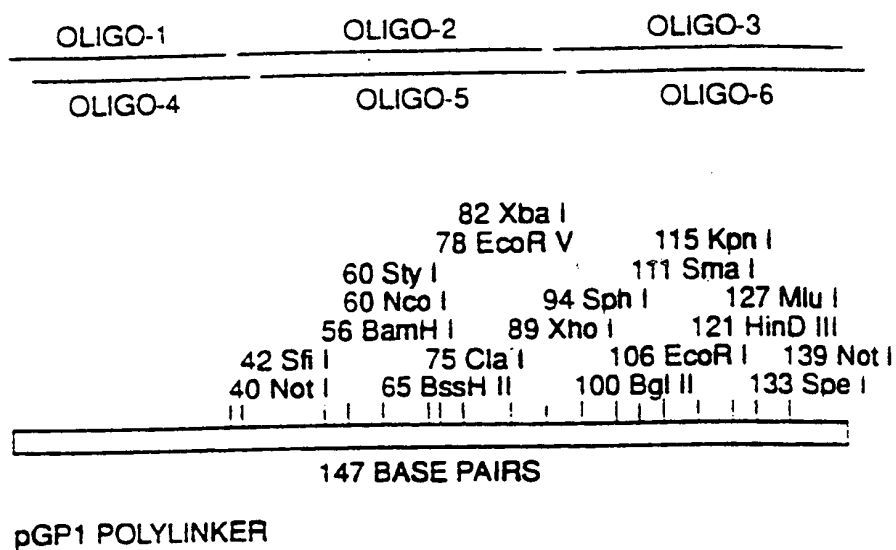 OLIGO-1 OLIGO-2 OLIGO-3
OLIGO-4 OLIGO-5 OLIGO-6
82 Xba I
78 EcoR V 115 Kpn I
60 Sty I 111 Sma I
60 Nco I 94 Sph I 127 Mlu I
56 BamH I 89 Xho I 121 HinD III
42 Sfi I 75 Cla I 106 EcoR I 139 Not I
40 Not I 65 BssH II 100 Bgl II 133 Spe I
147 BASE PAIRS
pGP1 POLYLINKER